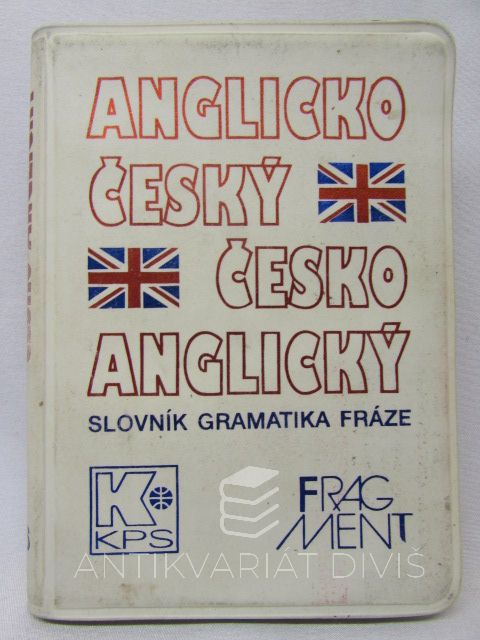 ANGLICKO
ČESKÝ
ČESKO
ANGLICKÝ
SLOVNÍK GRAMATIKA FRÁZE
K
KPS
FRAG
MENT
ANTIKVARIÁT DIVIŠ